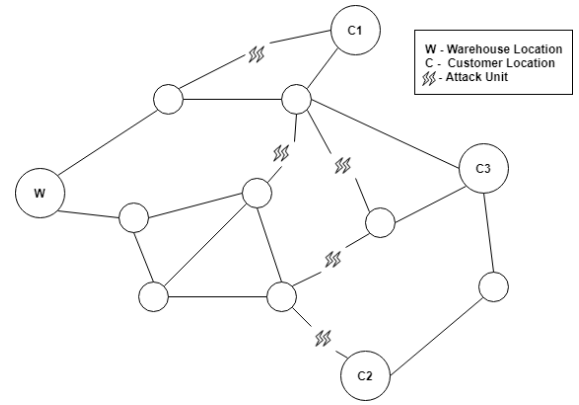 C1
W - Warehouse Location
C - Customer Location
- Attack Unit
C3
W
C2